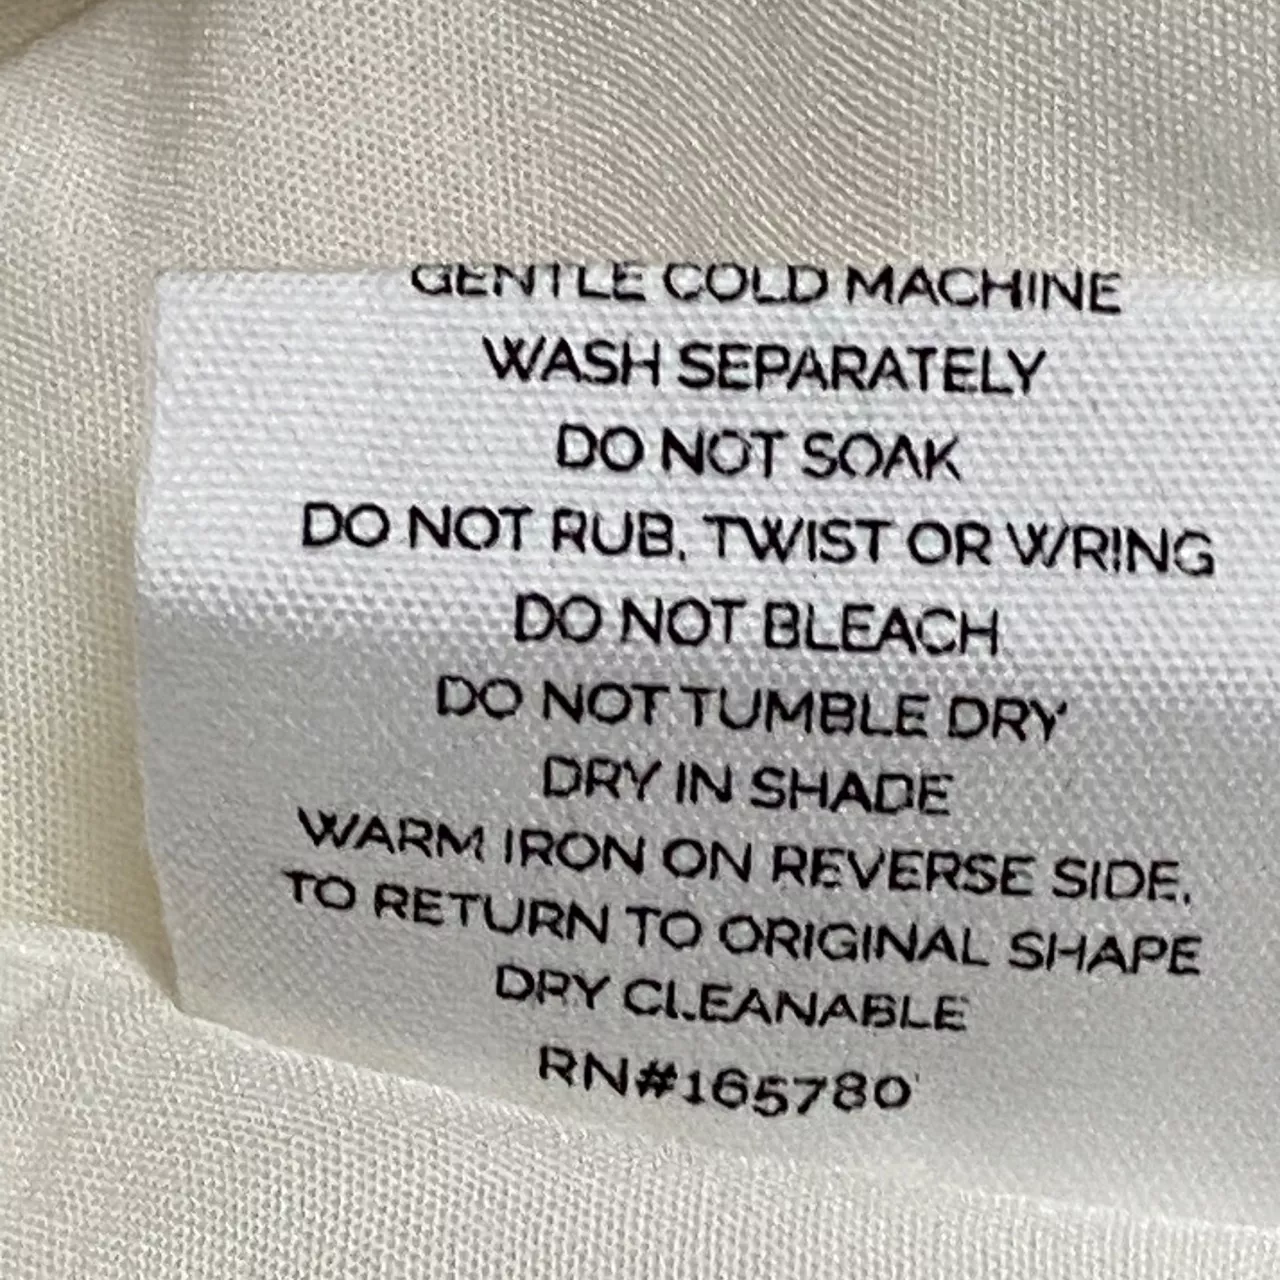 GENTLE COLD MACHINE
WASH SEPARATELY
DO NOT SOAK
DO NOT RUB, TWIST OR WRING
DO NOT BLEACH
DO NOT TUMBLE DRY
DRY IN SHADE
WARM IRON ON REVERSE SIDE,
TO RETURN TO ORIGINAL SHAPE
DRY CLEANABLE
RN#165780